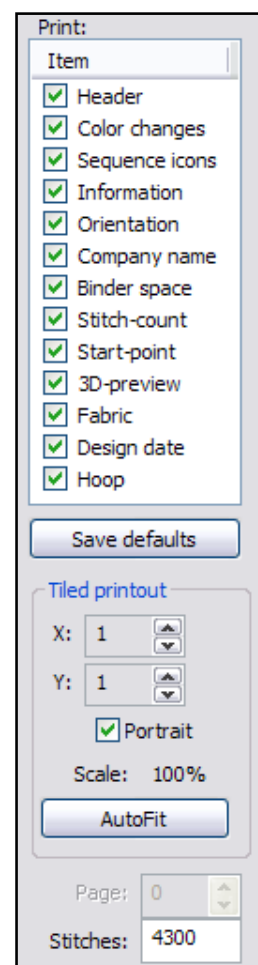 Print:
Item
Header
Color changes
Sequence icons
Information
Orientation
Company name
Binder space
Stitch-count
Start-point
3D-preview
Fabric
Design date
Hoop
Save defaults
Tiled printout
X: 1
Y: 1
Portrait
Scale: 100%
AutoFit
Page: 0
Stitches: 4300